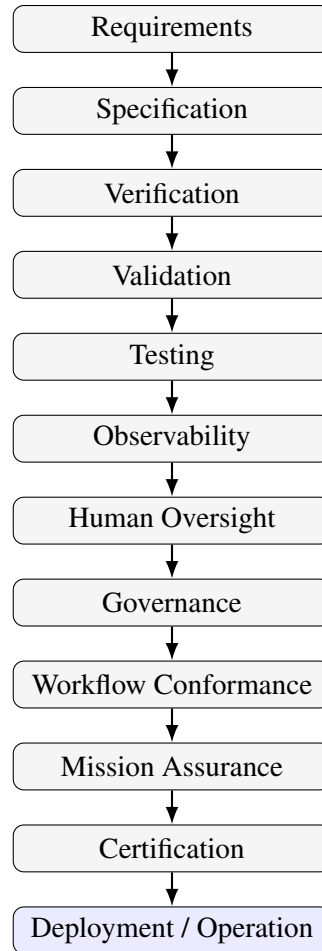 Requirements
Specification
Verification
Validation
Testing
Observability
Human Oversight
Governance
Workflow Conformance
Mission Assurance
Certification
Deployment / Operation